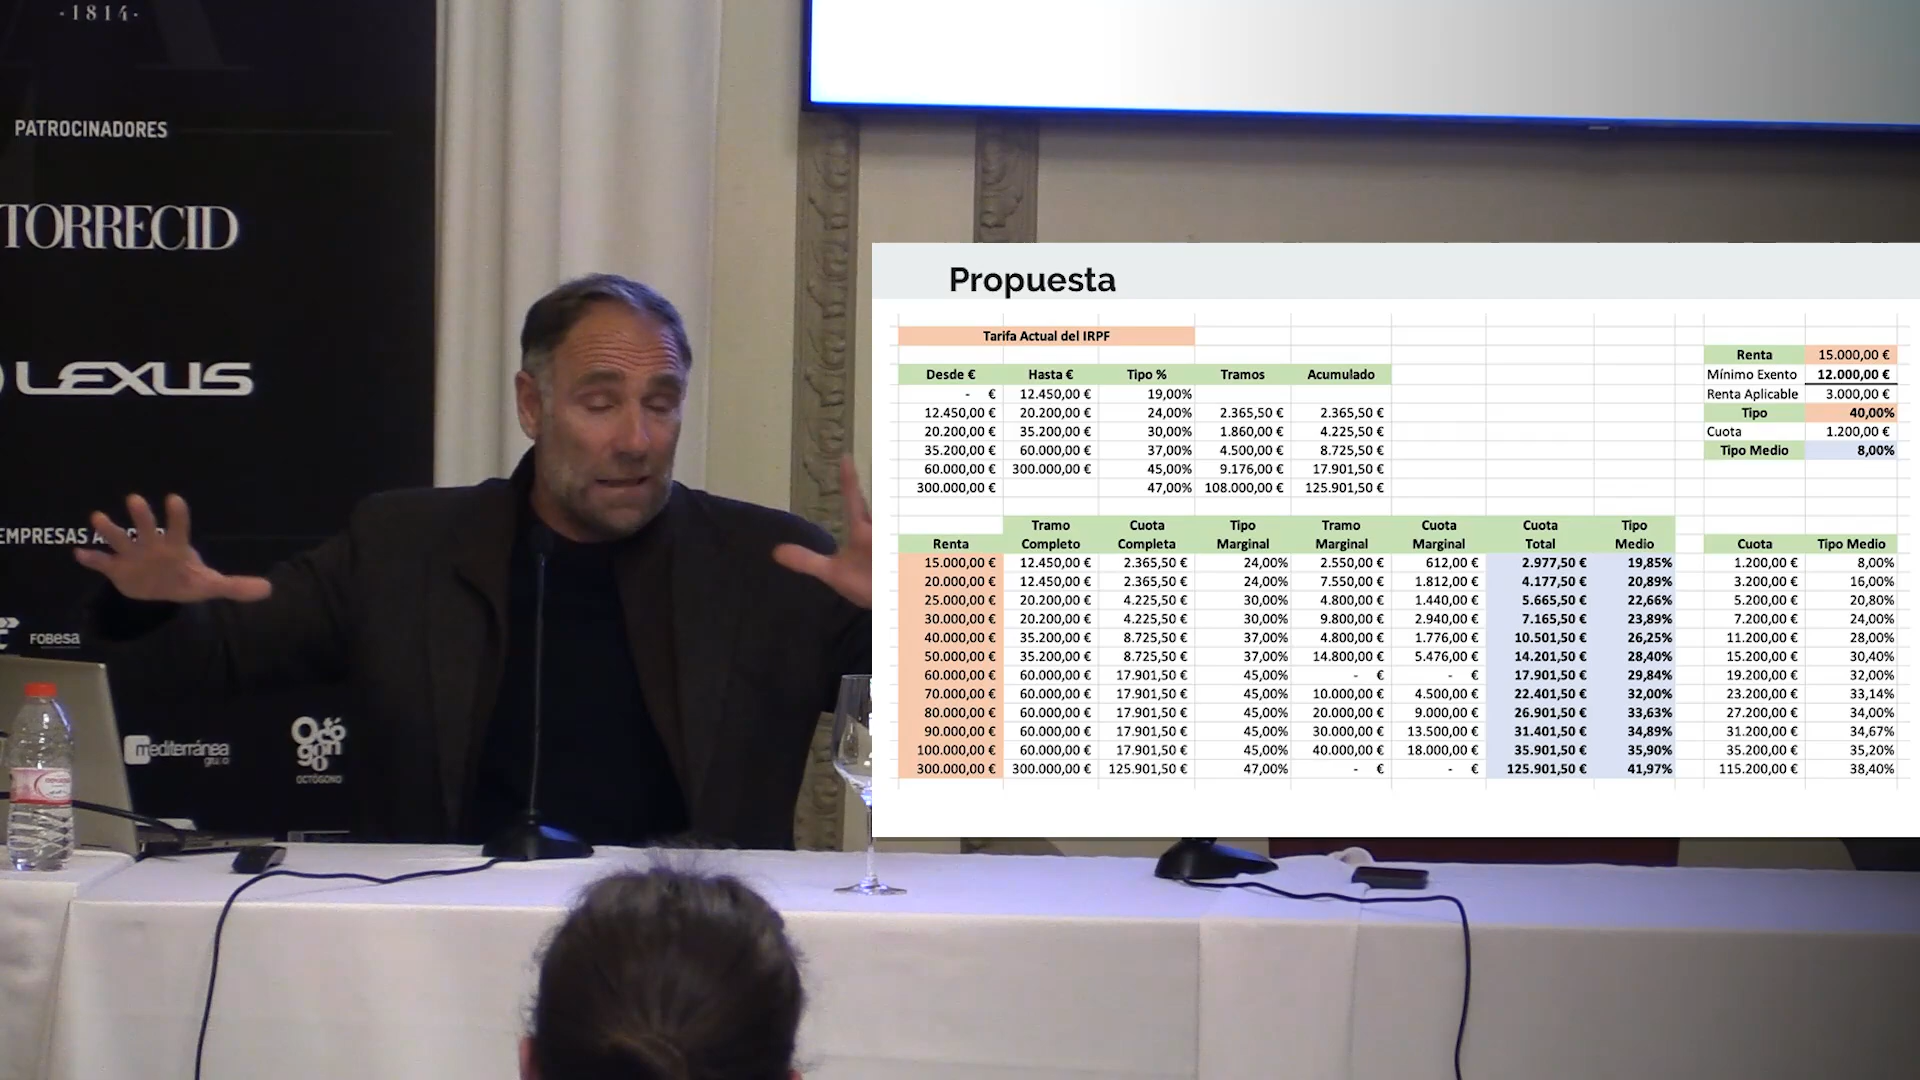 ·1814·
PATROCINADORES
TORRECID
LEXUS
EMPRESAS
FOBESA
mediterránea
grupo
Octógono
OCTÓGONO
Propuesta
Tarifa Actual del IRPF
Desde € Hasta € Tipo % Tramos Acumulado
- € 12.450,00 € 19,00%
12.450,00 € 20.200,00 € 24,00% 2.365,50 € 2.365,50 €
20.200,00 € 35.200,00 € 30,00% 1.860,00 € 4.225,50 €
35.200,00 € 60.000,00 € 37,00% 4.500,00 € 8.725,50 €
60.000,00 € 300.000,00 € 45,00% 9.176,00 € 17.901,50 €
300.000,00 € 47,00% 108.000,00 € 125.901,50 €
Renta 15.000,00 €
Mínimo Exento 12.000,00 €
Renta Aplicable 3.000,00 €
Tipo 40,00%
Cuota 1.200,00 €
Tipo Medio 8,00%
Tramo Cuota Tipo Tramo Cuota Cuota Tipo
Renta Completo Completa Marginal Marginal Marginal Total Medio Cuota Tipo Medio
15.000,00 € 12.450,00 € 2.365,50 € 24,00% 2.550,00 € 612,00 € 2.977,50 € 19,85% 1.200,00 € 8,00%
20.000,00 € 12.450,00 € 2.365,50 € 24,00% 7.550,00 € 1.812,00 € 4.177,50 € 20,89% 3.200,00 € 16,00%
25.000,00 € 20.200,00 € 4.225,50 € 30,00% 4.800,00 € 1.440,00 € 5.665,50 € 22,66% 5.200,00 € 20,80%
30.000,00 € 20.200,00 € 4.225,50 € 30,00% 9.800,00 € 2.940,00 € 7.165,50 € 23,89% 7.200,00 € 24,00%
40.000,00 € 35.200,00 € 8.725,50 € 37,00% 4.800,00 € 1.776,00 € 10.501,50 € 26,25% 11.200,00 € 28,00%
50.000,00 € 35.200,00 € 8.725,50 € 37,00% 14.800,00 € 5.476,00 € 14.201,50 € 28,40% 15.200,00 € 30,40%
60.000,00 € 60.000,00 € 17.901,50 € 45,00% - € - € 17.901,50 € 29,84% 19.200,00 € 32,00%
70.000,00 € 60.000,00 € 17.901,50 € 45,00% 10.000,00 € 4.500,00 € 22.401,50 € 32,00% 23.200,00 € 33,14%
80.000,00 € 60.000,00 € 17.901,50 € 45,00% 20.000,00 € 9.000,00 € 26.901,50 € 33,63% 27.200,00 € 34,00%
90.000,00 € 60.000,00 € 17.901,50 € 45,00% 30.000,00 € 13.500,00 € 31.401,50 € 34,89% 31.200,00 € 34,67%
100.000,00 € 60.000,00 € 17.901,50 € 45,00% 40.000,00 € 18.000,00 € 35.901,50 € 35,90% 35.200,00 € 35,20%
300.000,00 € 300.000,00 € 125.901,50 € 47,00% - € - € 125.901,50 € 41,97% 115.200,00 € 38,40%